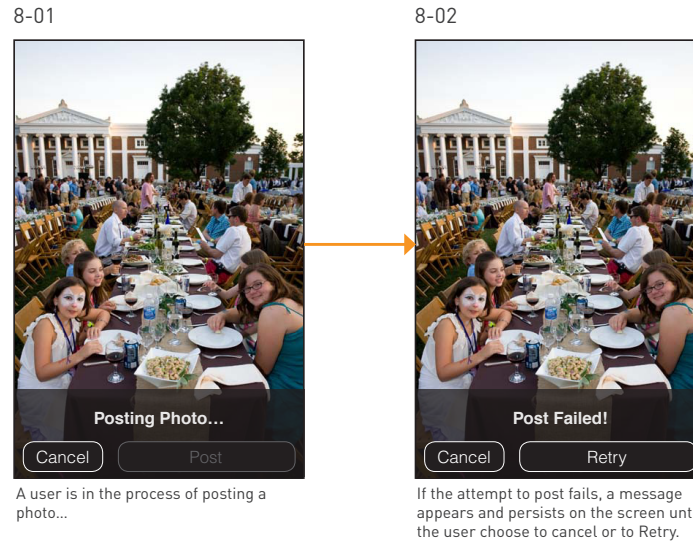 8-01
8-02
Posting Photo...
Cancel
Post
Post Failed!
Cancel
Retry
A user is in the process of posting a
photo...
If the attempt to post fails, a message
appears and persists on the screen unt
the user choose to cancel or to Retry.